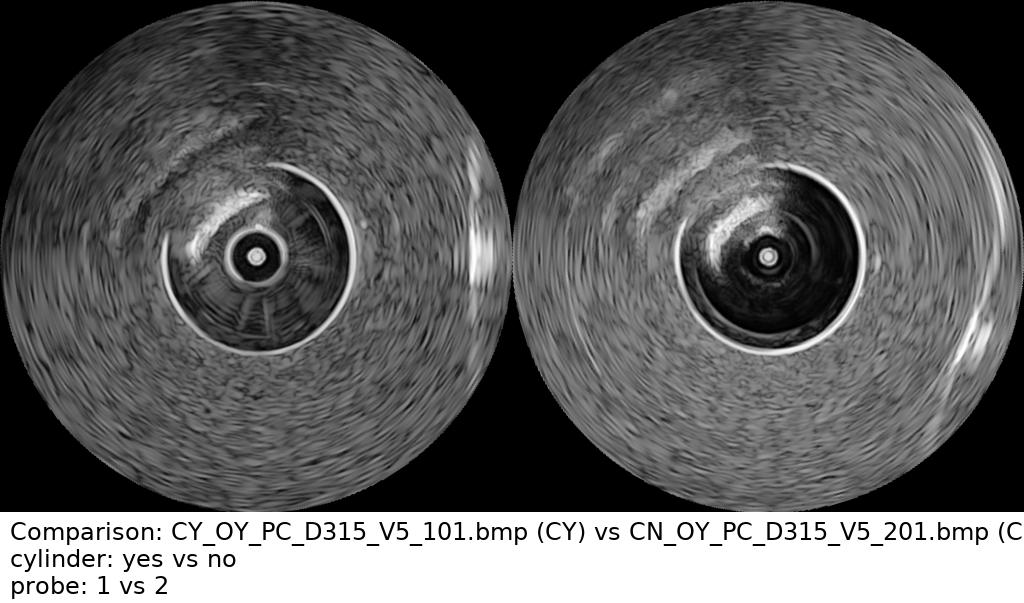 Comparison: CY_OY_PC_D315_V5_101.bmp (CY) vs CN_OY_PC_D315_V5_201.bmp (C
cylinder: yes vs no
probe: 1 vs 2